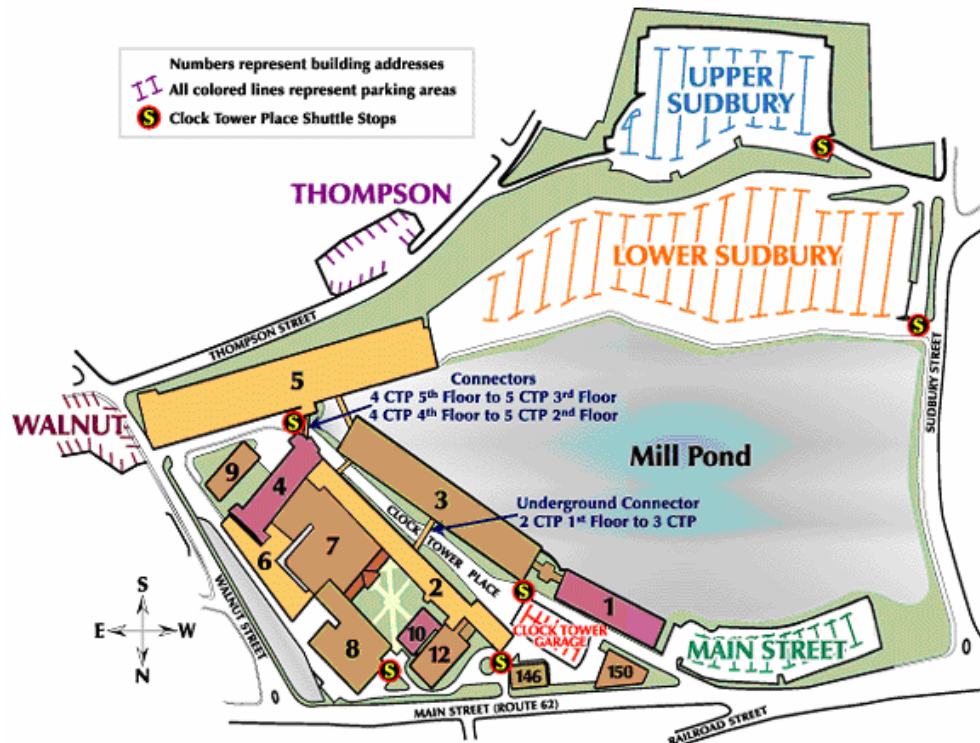 Numbers represent building addresses
All colored lines represent parking areas
S Clock Tower Place Shuttle Stops
UPPER
SUDBURY
S
THOMPSON
LOWER SUDBURY
S
THOMPSON STREET
SUDBURY STREET
5
Connectors
4 CTP 5th Floor to 5 CTP 3rd Floor
4 CTP 4th Floor to 5 CTP 2nd Floor
WALNUT
S
Mill Pond
9
4
3
Underground Connector
2 CTP 1st Floor to 3 CTP
CLOCK TOWER PLACE
7
6
2
S
1
CLOCK TOWER
GARAGE
WALNUT STREET
S
E W
N
8
10
12
S
S
146
150
MAIN STREET
MAIN STREET (ROUTE 62)
RAILROAD STREET